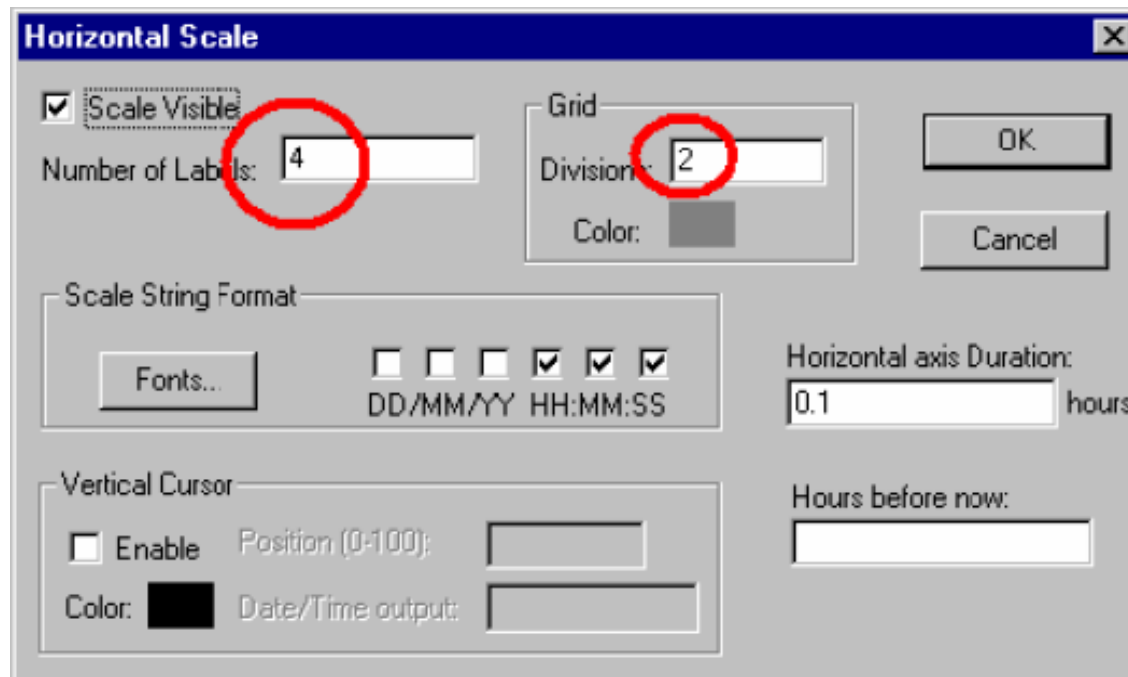 Horizontal Scale
Scale Visible
Number of Labels: 4
Grid
Divisions: 2
Color:
OK
Cancel
Scale String Format
Fonts...
DD/MM/YY HH:MM:SS
Horizontal axis Duration:
0.1 hours
Vertical Cursor
Enable
Position (0-100):
Color:
Date/Time output:
Hours before now: